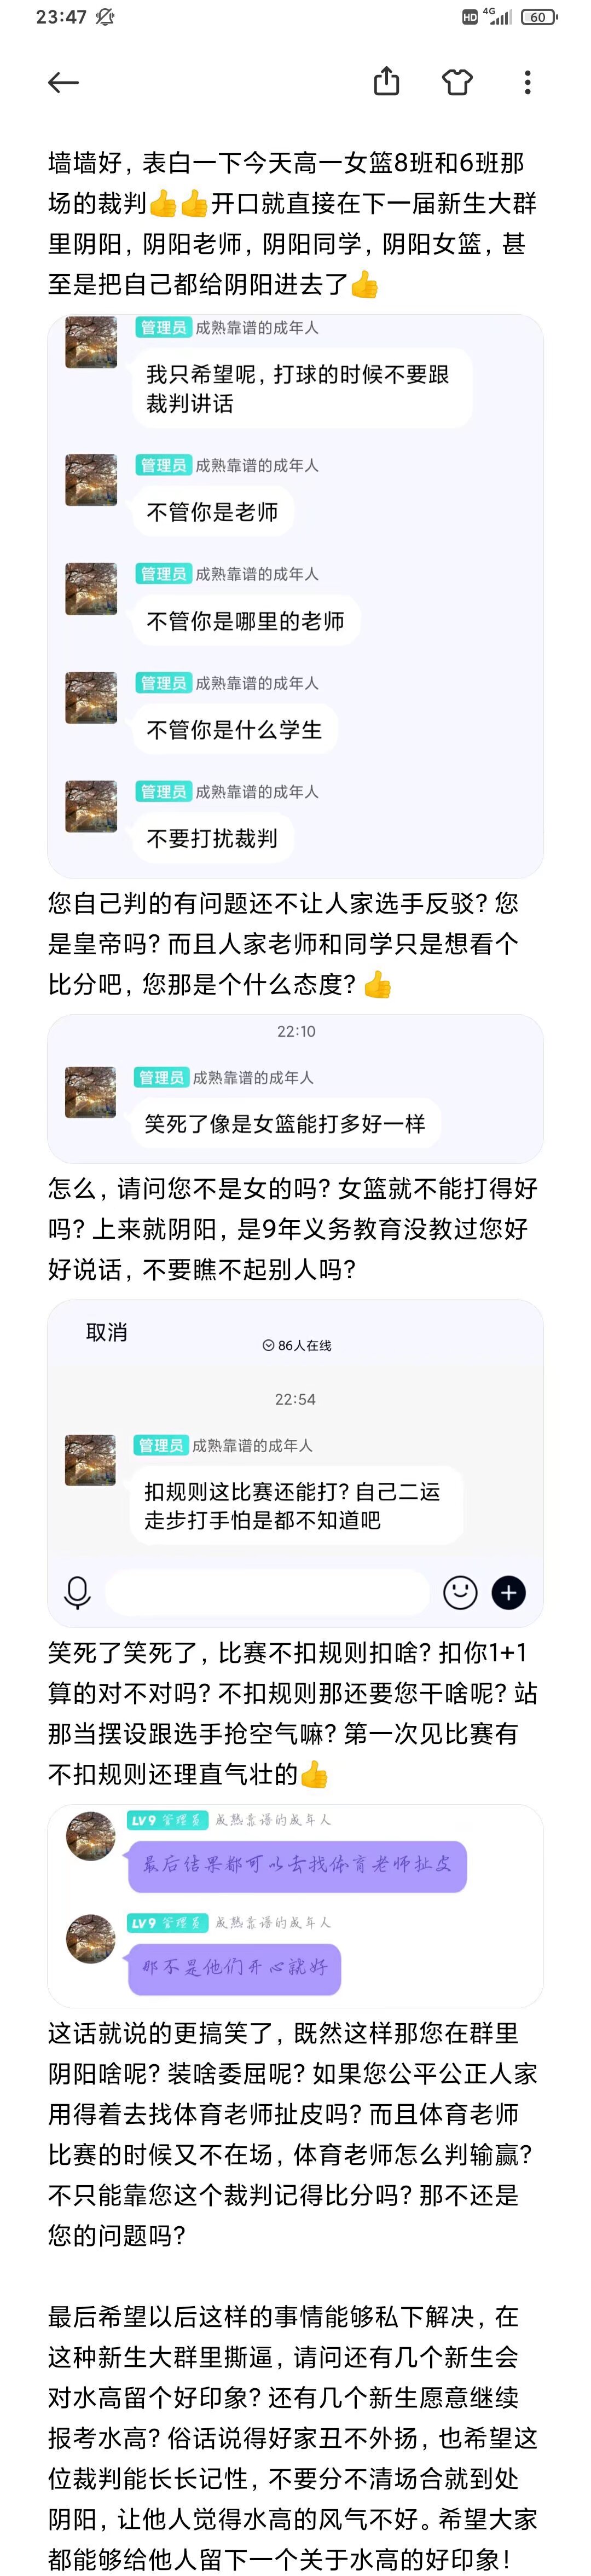 23:47
HD 4G 60
墙墙好, 表白一下今天高一女篮8班和6班那
场的裁判👍👍开口就直接在下一届新生大群
里阴阳, 阴阳老师, 阴阳同学, 阴阳女篮, 甚
至是把自己都给阴阳进去了👍
管理员 成熟靠谱的成年人
我只希望呢, 打球的时候不要跟
裁判讲话
管理员 成熟靠谱的成年人
不管你是老师
管理员 成熟靠谱的成年人
不管你是哪里的老师
管理员 成熟靠谱的成年人
不管你是什么学生
管理员 成熟靠谱的成年人
不要打扰裁判
您自己判的有问题还不让人家选手反驳? 您
是皇帝吗? 而且人家老师和同学只是想看个
比分吧, 您那是个什么态度? 👍
22:10
管理员 成熟靠谱的成年人
笑死了像是女篮能打多好一样
怎么, 请问您不是女的吗? 女篮就不能打得好
吗? 上来就阴阳, 是9年义务教育没教过您好
好说话, 不要瞧不起别人吗?
取消
86人在线
22:54
管理员 成熟靠谱的成年人
扣规则这比赛还能打? 自己二运
走步打手怕是都不知道吧
笑死了笑死了, 比赛不扣规则扣啥? 扣你1+1
算的对不对吗? 不扣规则那还要您干啥呢? 站
那当摆设跟选手抢空气嘛? 第一次见比赛有
不扣规则还理直气壮的👍
LV9 管理员 成熟靠谱的成年人
最后结果都可以去找体育老师扯皮
LV9 管理员 成熟靠谱的成年人
那不是他们开心就好
这话就说的更搞笑了, 既然这样那您在群里
阴阳啥呢? 装啥委屈呢? 如果您公平公正人家
用得着去找体育老师扯皮吗? 而且体育老师
比赛的时候又不在场, 体育老师怎么判输赢?
不只能靠您这个裁判记得比分吗? 那不还是
您的问题吗?
最后希望以后这样的事情能够私下解决, 在
这种新生大群里撕逼, 请问还有几个新生会
对水高留个好印象? 还有几个新生愿意继续
报考水高? 俗话说得好家丑不外扬, 也希望这
位裁判能长长记性, 不要分不清场合就到处
阴阳, 让他人觉得水高的风气不好。希望大家
都能够给他人留下一个关于水高的好印象!